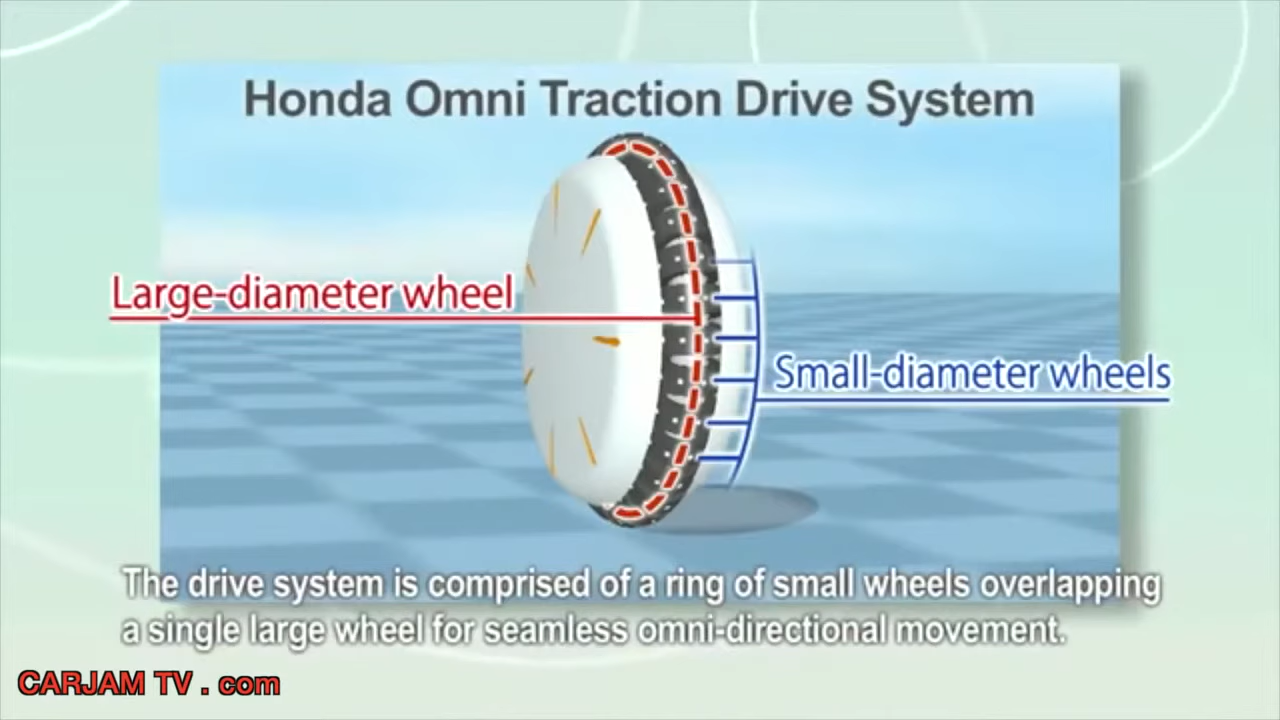 Honda Omni Traction Drive System
Large-diameter wheel
Small-diameter wheels
The drive system is comprised of a ring of small wheels overlapping
a single large wheel for seamless omni-directional movement.
CARJAM TV . com